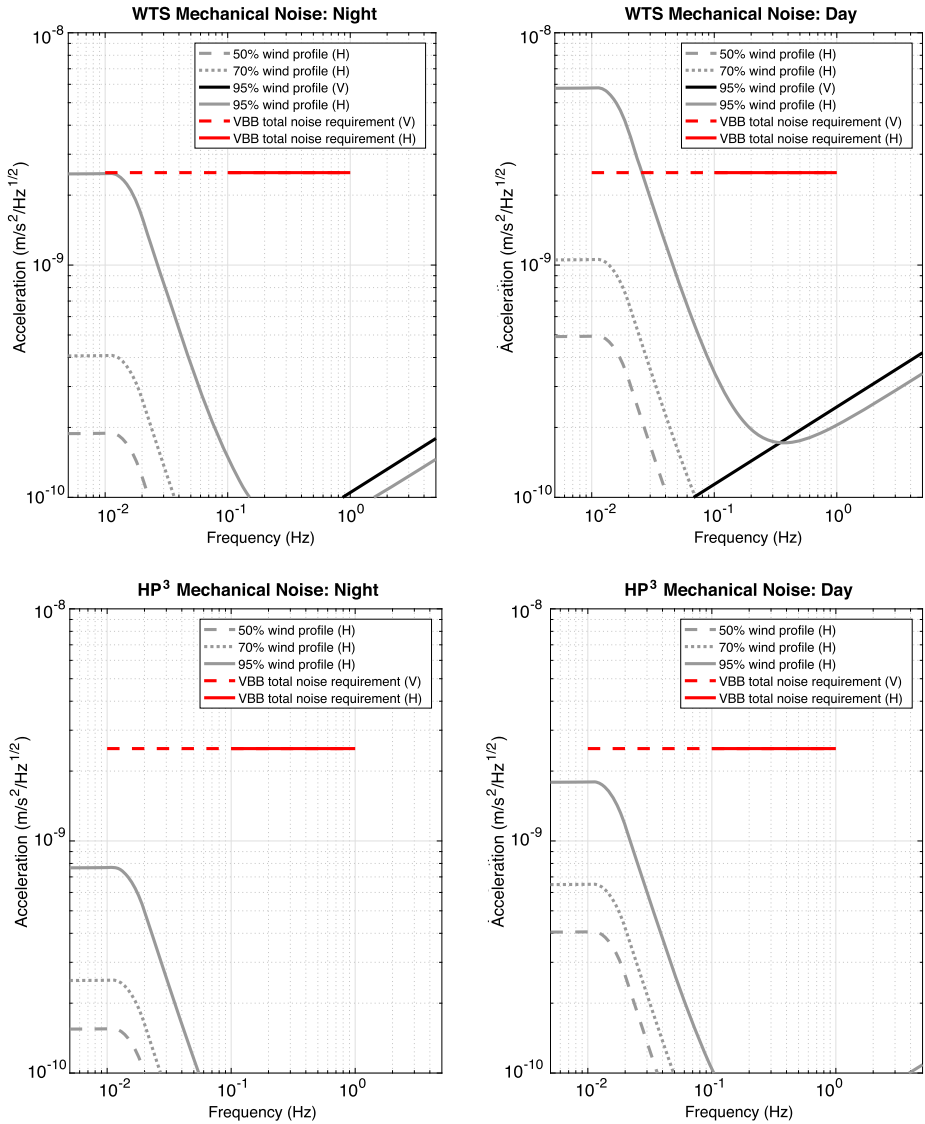 WTS Mechanical Noise: Night
10^-8
50% wind profile (H)
70% wind profile (H)
95% wind profile (V)
95% wind profile (H)
VBB total noise requirement (V)
VBB total noise requirement (H)
Acceleration (m/s^2/Hz^1/2)
10^-9
10^-10
10^-2
10^-1
10^0
Frequency (Hz)
WTS Mechanical Noise: Day
10^-8
50% wind profile (H)
70% wind profile (H)
95% wind profile (V)
95% wind profile (H)
VBB total noise requirement (V)
VBB total noise requirement (H)
Acceleration (m/s^2/Hz^1/2)
10^-9
10^-10
10^-2
10^-1
10^0
Frequency (Hz)
HP^3 Mechanical Noise: Night
10^-8
50% wind profile (H)
70% wind profile (H)
95% wind profile (H)
VBB total noise requirement (V)
VBB total noise requirement (H)
Acceleration (m/s^2/Hz^1/2)
10^-9
10^-10
10^-2
10^-1
10^0
Frequency (Hz)
HP^3 Mechanical Noise: Day
10^-8
50% wind profile (H)
70% wind profile (H)
95% wind profile (H)
VBB total noise requirement (V)
VBB total noise requirement (H)
Acceleration (m/s^2/Hz^1/2)
10^-9
10^-10
10^-2
10^-1
10^0
Frequency (Hz)